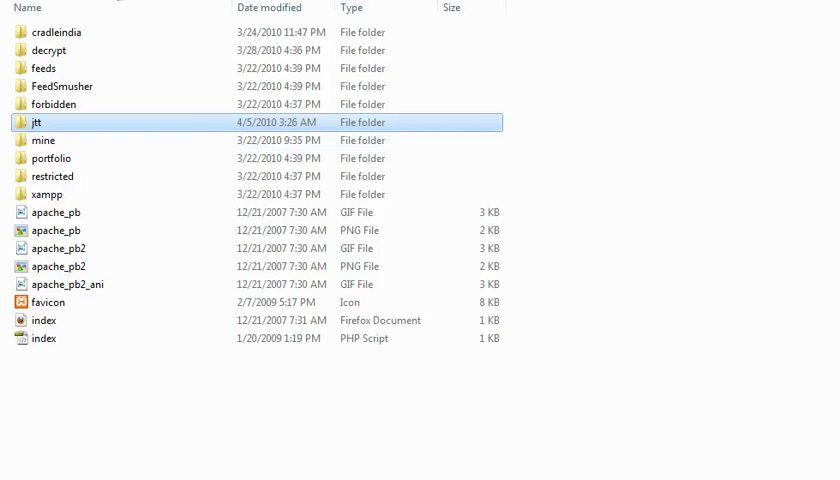 Name Date modified Type Size
cradleindia 3/24/2010 11:47 PM File folder
decrypt 3/28/2010 4:36 PM File folder
feeds 3/22/2010 4:39 PM File folder
FeedSmusher 3/22/2010 4:39 PM File folder
forbidden 3/22/2010 4:37 PM File folder
jtt 4/5/2010 3:26 AM File folder
mine 3/22/2010 9:35 PM File folder
portfolio 3/22/2010 4:39 PM File folder
restricted 3/22/2010 4:37 PM File folder
xampp 3/22/2010 4:37 PM File folder
apache_pb 12/21/2007 7:30 AM GIF File 3 KB
apache_pb 12/21/2007 7:30 AM PNG File 2 KB
apache_pb2 12/21/2007 7:30 AM GIF File 3 KB
apache_pb2 12/21/2007 7:30 AM PNG File 2 KB
apache_pb2_ani 12/21/2007 7:30 AM GIF File 3 KB
favicon 2/7/2009 5:17 PM Icon 8 KB
index 12/21/2007 7:31 AM Firefox Document 1 KB
index 1/20/2009 1:19 PM PHP Script 1 KB